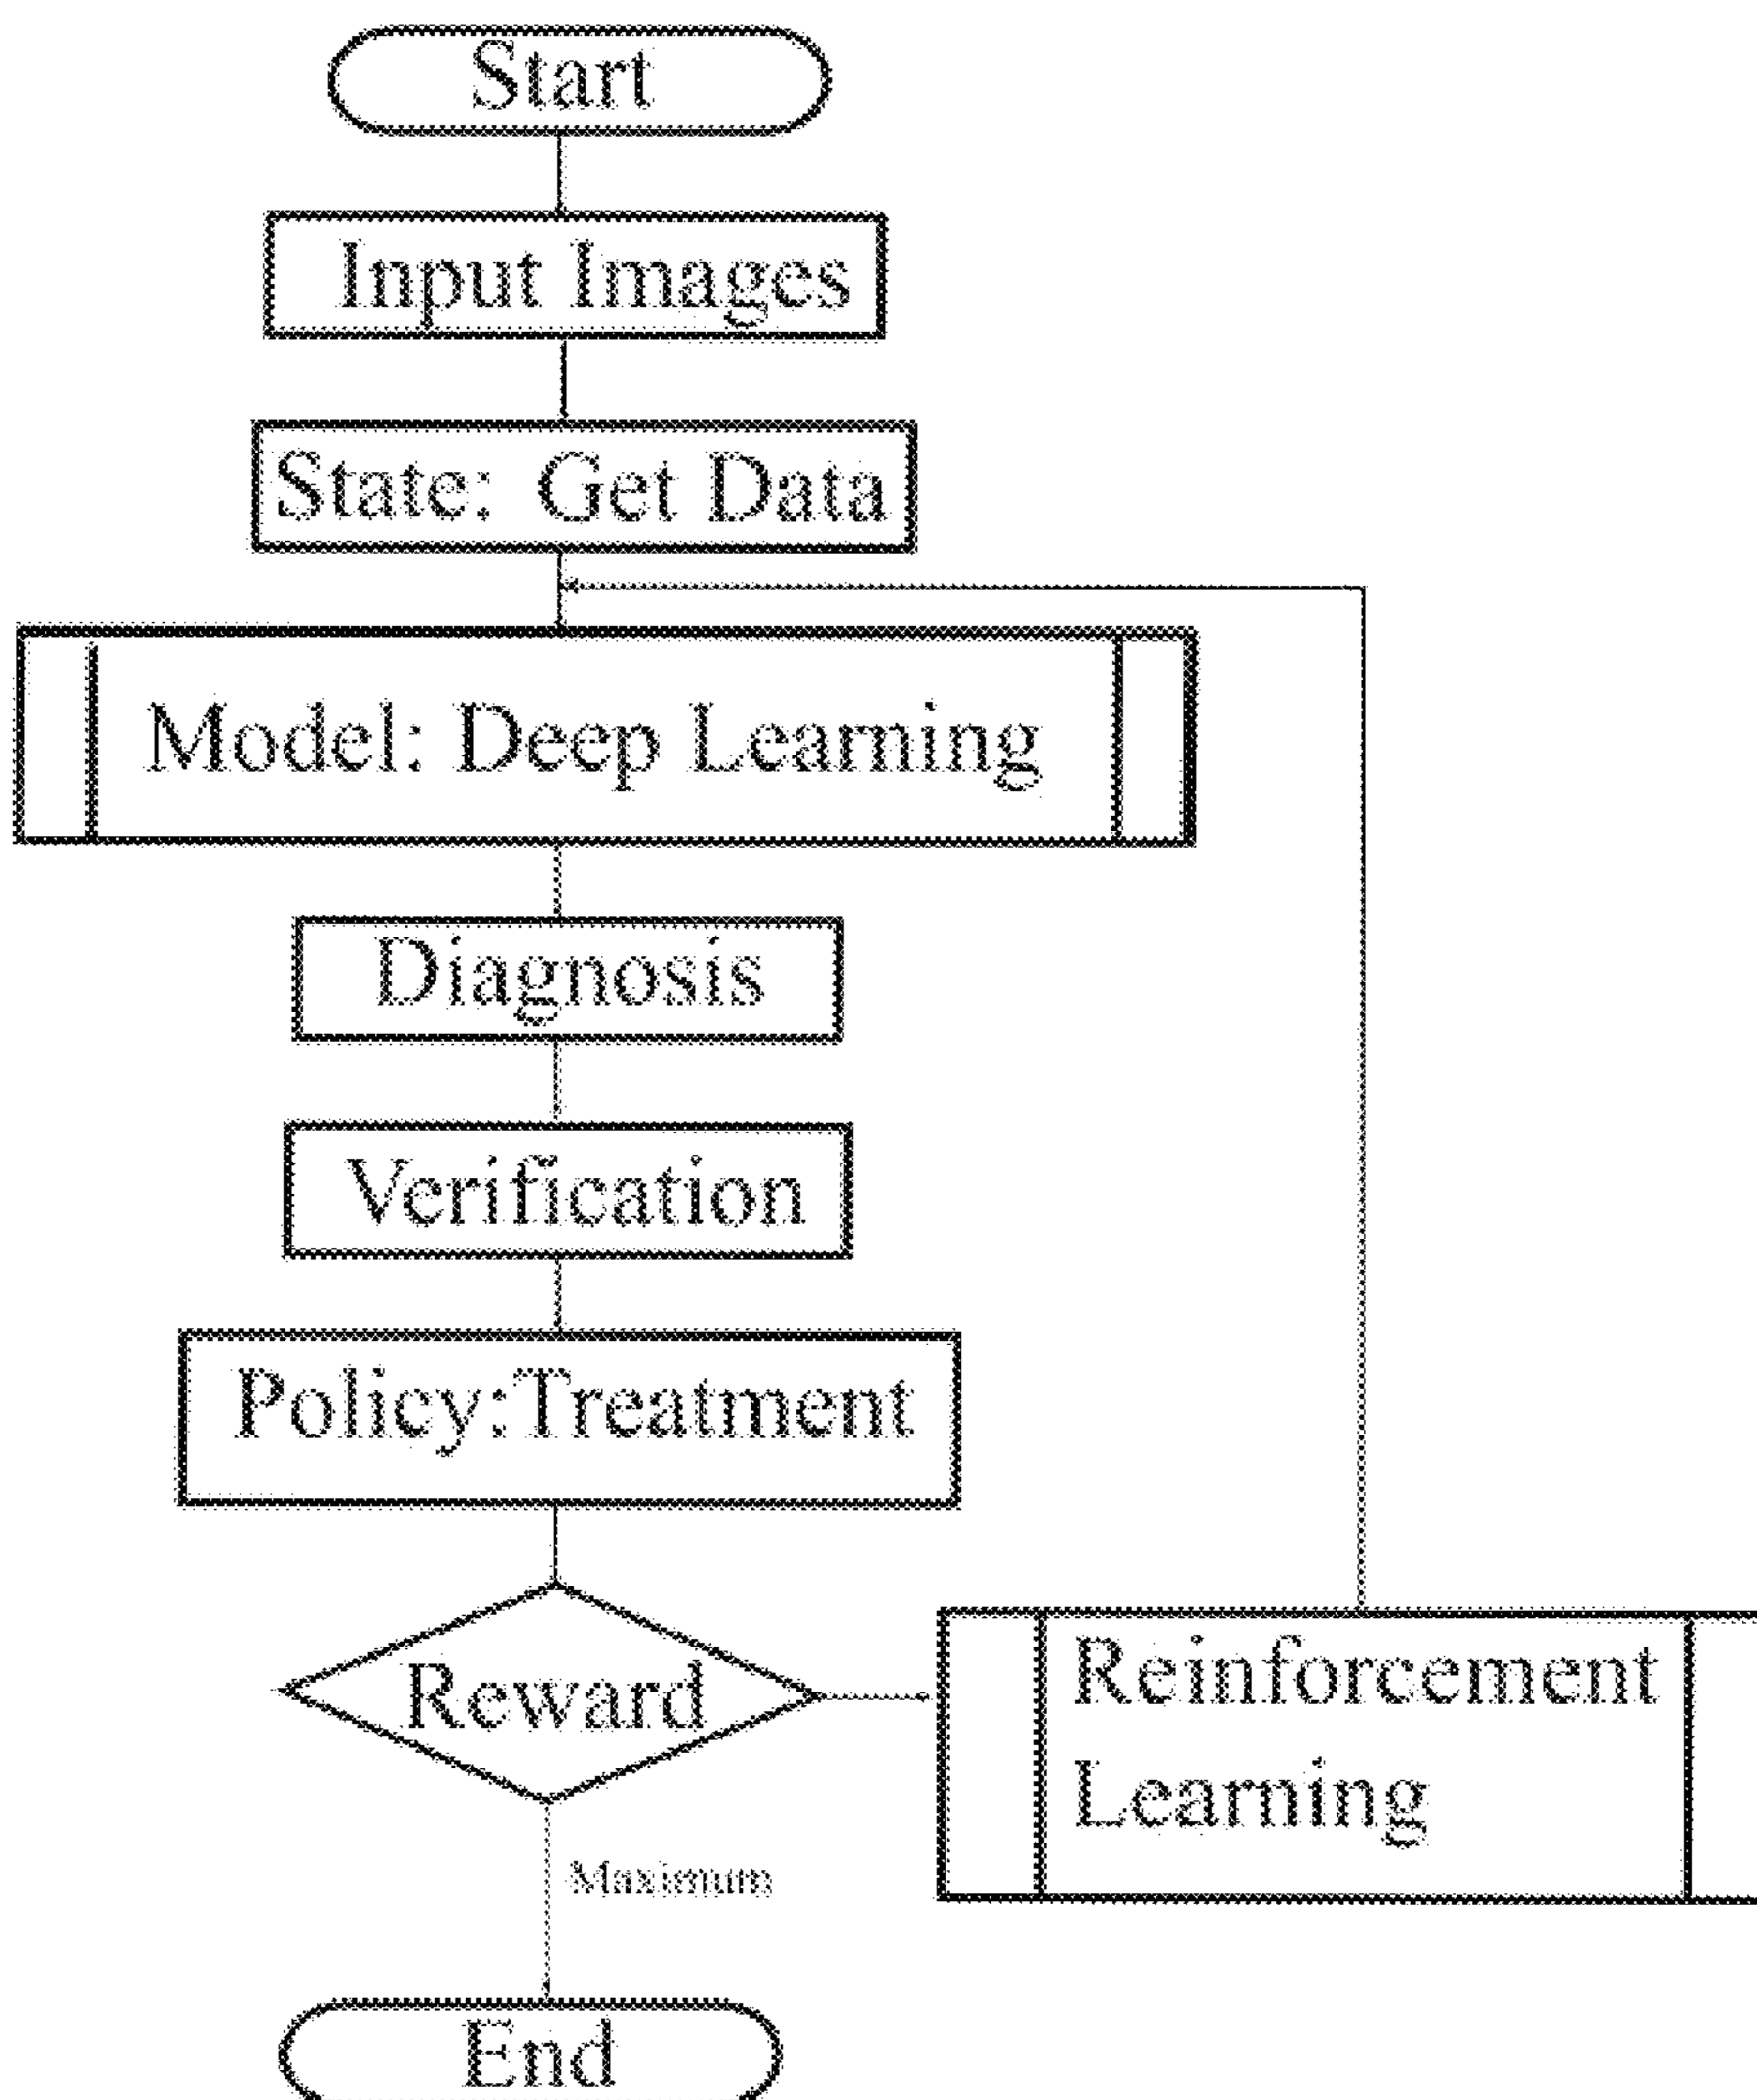 Start
Input Images
State: Get Data
Model: Deep Learning
Diagnosis
Verification
Policy:Treatment
Reward
Reinforcement
Learning
Maximum
End